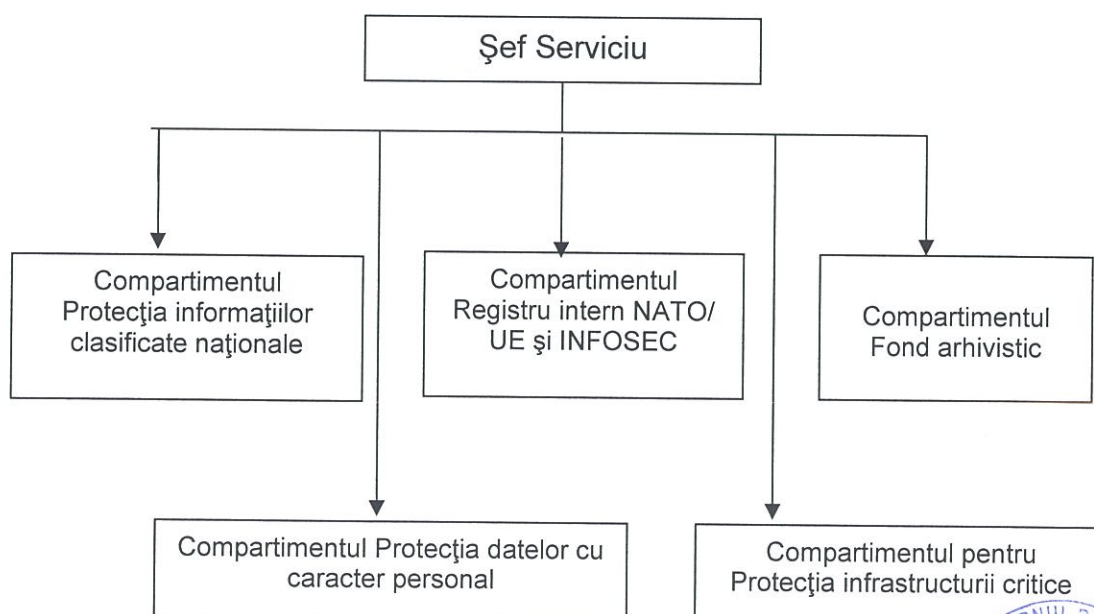 Şef Serviciu
Compartimentul
Protecţia informaţiilor
clasificate naţionale
Compartimentul
Registru intern NATO/
UE şi INFOSEC
Compartimentul
Fond arhivistic
Compartimentul Protecţia datelor cu
caracter personal
Compartimentul pentru
Protecţia infrastructurii critice